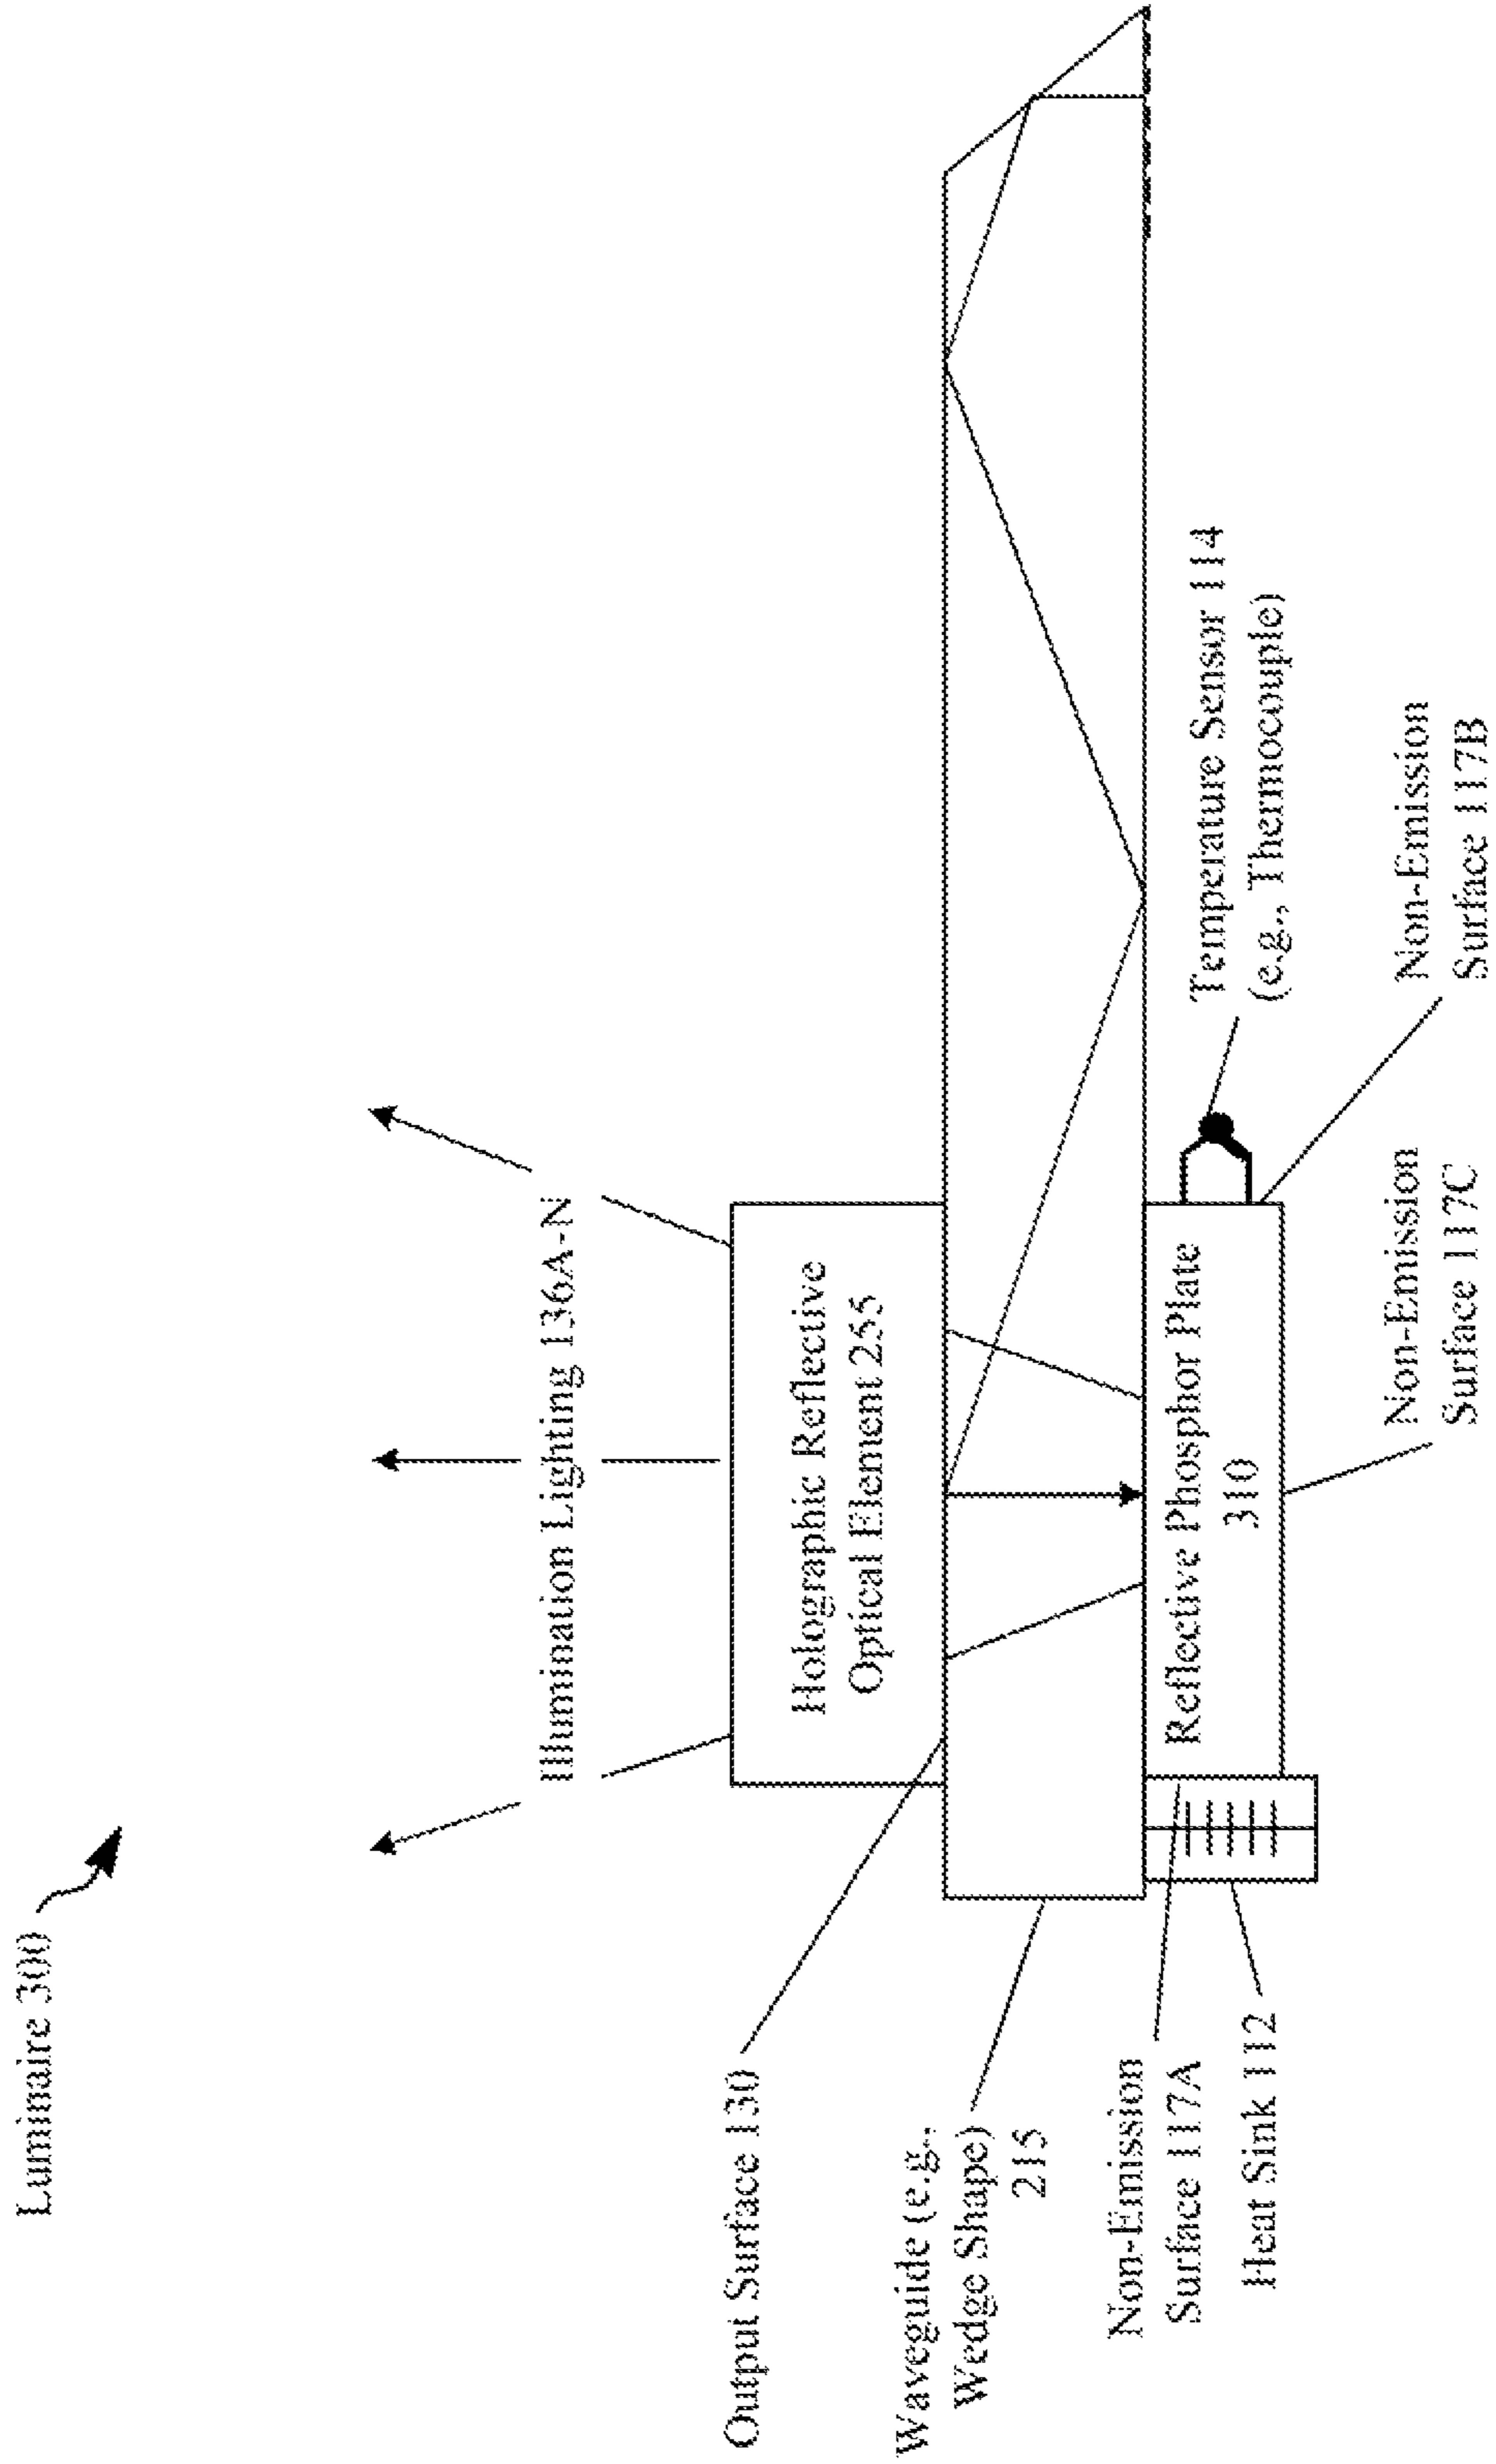 Luminaire 300
Illumination Lighting 136A-N
Output Surface 130
Holographic Reflective
Optical Element 255
Waveguide (e.g.,
Wedge Shape)
215
Non-Emission
Surface 117A
Heat Sink 112
Reflective Phosphor Plate
310
Temperature Sensor 114
(e.g., Thermocouple)
Non-Emission
Surface 117C
Non-Emission
Surface 117B